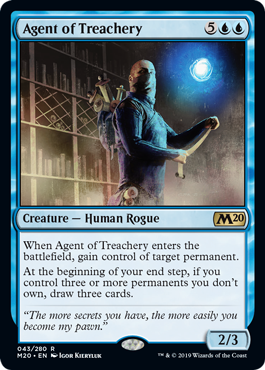 Agent of Treachery 5
Creature — Human Rogue M20
When Agent of Treachery enters the
battlefield, gain control of target permanent.
At the beginning of your end step, if you
control three or more permanents you don't
own, draw three cards.
"The more secrets you have, the more easily you
become my pawn."
2/3
043/280 R
M20 • EN Igor Kieryluk ™ & © 2019 Wizards of the Coast